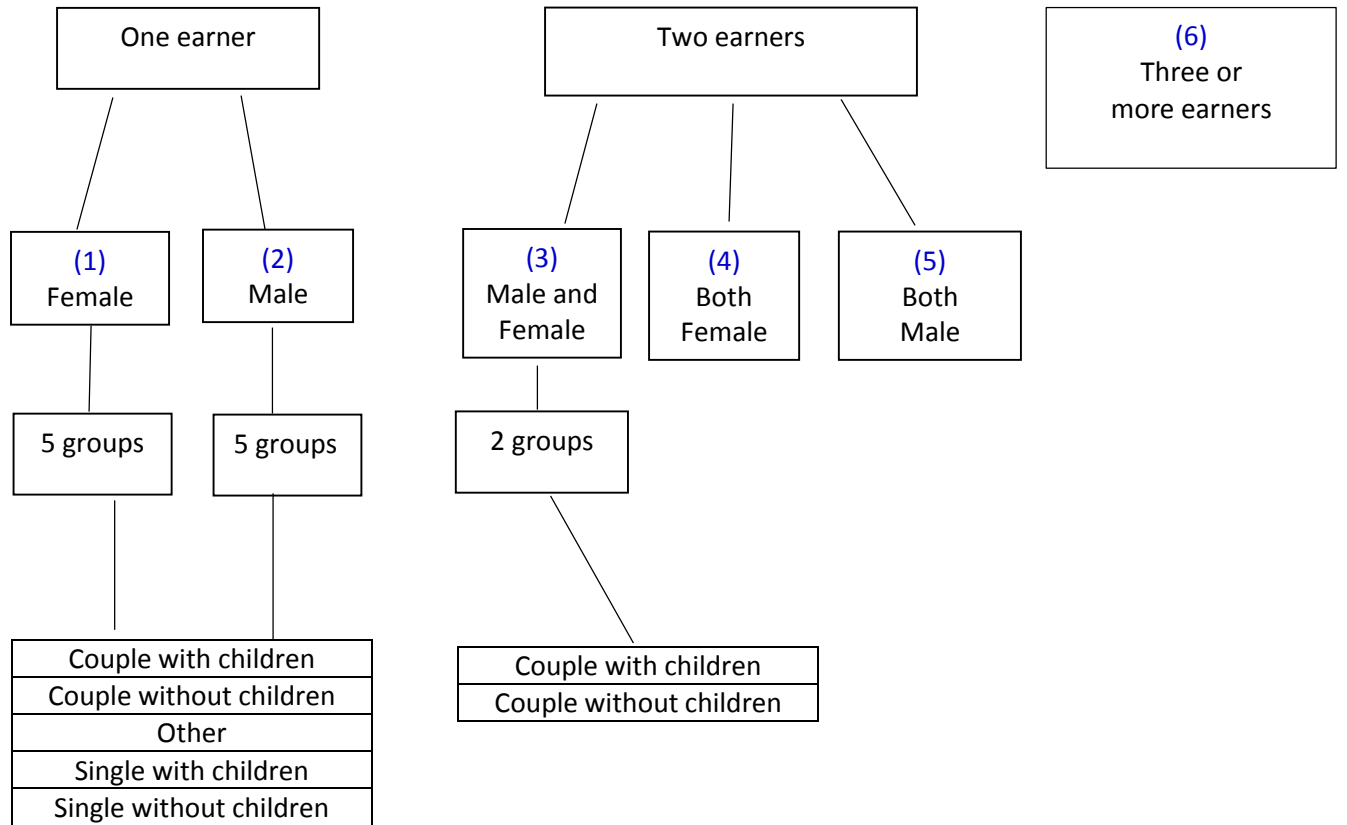 One earner
Two earners
(6)
Three or
more earners
(1)
Female
(2)
Male
(3)
Male and
Female
(4)
Both
Female
(5)
Both
Male
5 groups
5 groups
2 groups
Couple with children
Couple without children
Other
Single with children
Single without children
Couple with children
Couple without children